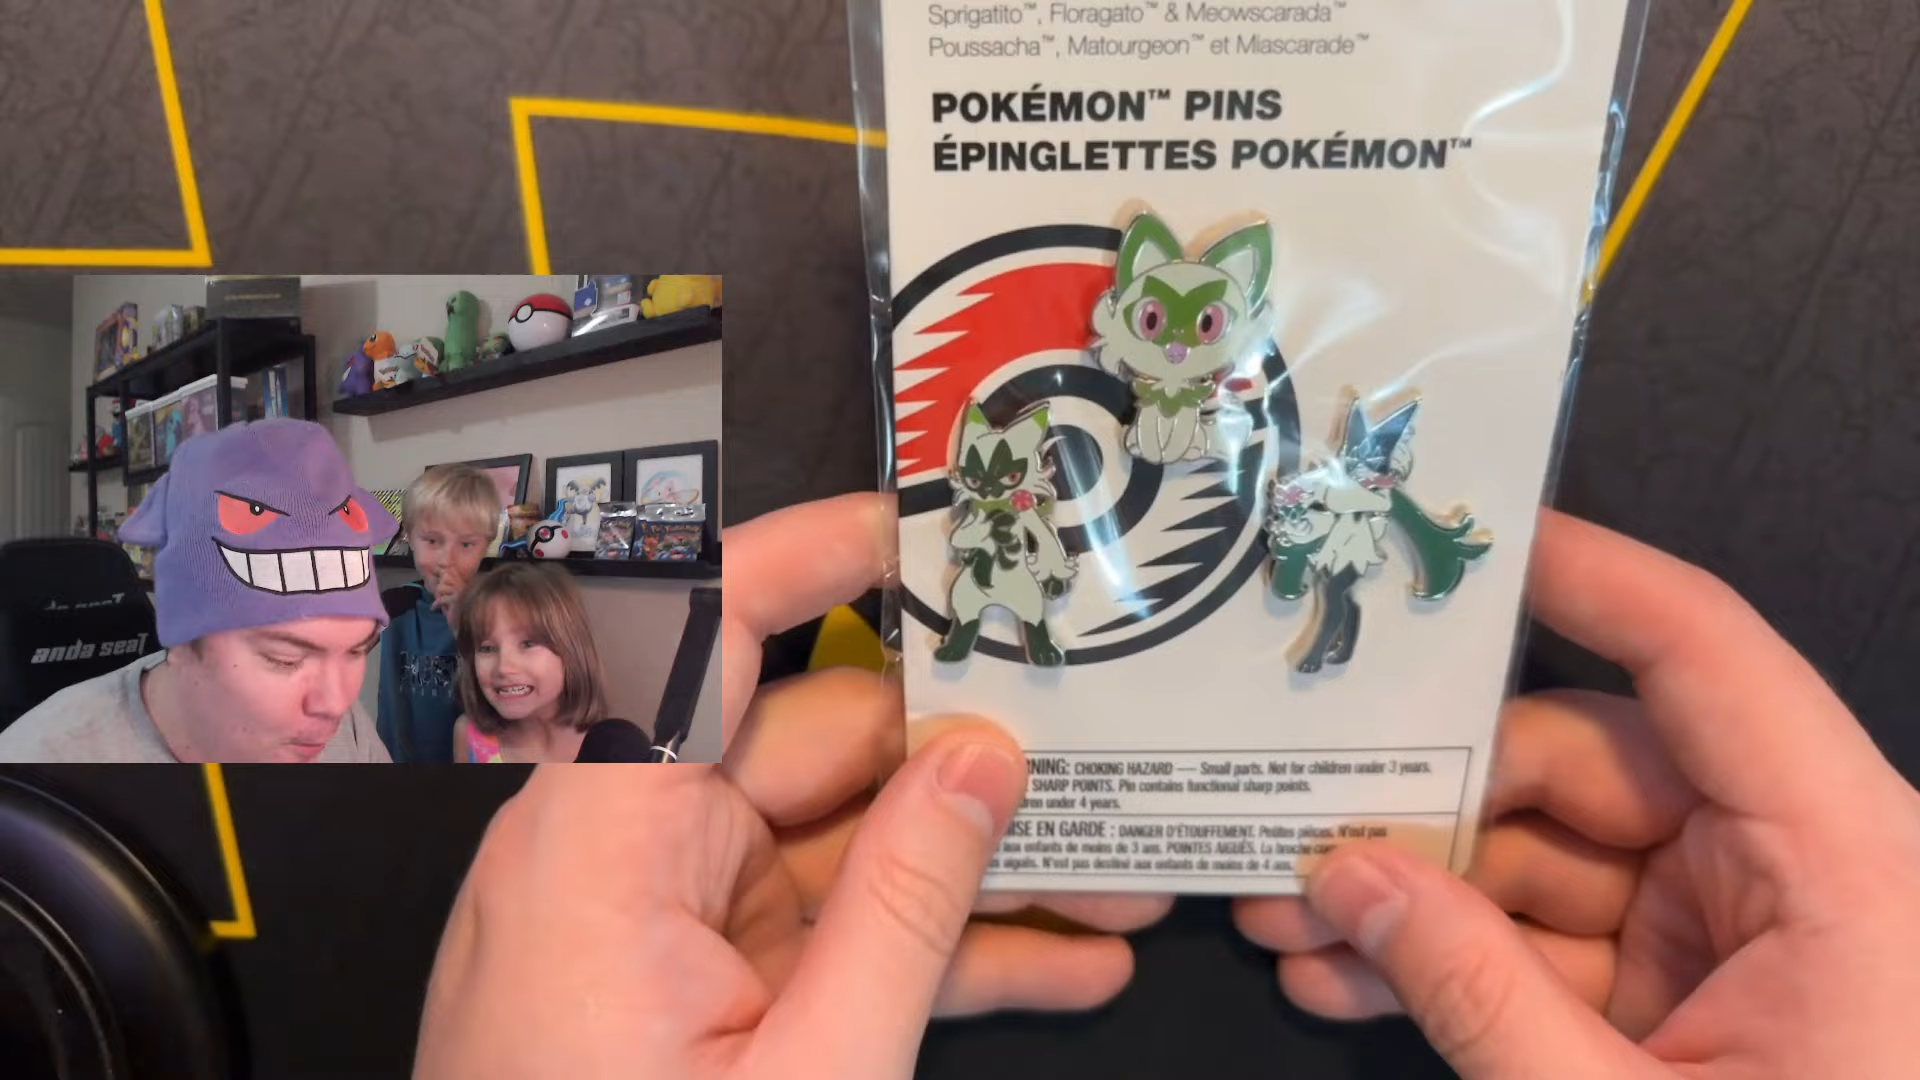 Sprigatito™, Floragato™ & Meowscarada™
Poussacha™, Matourgeon™ et Miascarade™
POKÉMON™ PINS
ÉPINGLETTES POKÉMON™
RNING: CHOKING HAZARD — Small parts. Not for children under 3 years.
SHARP POINTS. Pin contains functional sharp points.
dren under 4 years.
MISE EN GARDE : DANGER D'ÉTOUFFEMENT. Petites pièces. N'est pas
aux enfants de moins de 3 ans. POINTES AIGUËS. La broche
aiguës. N'est pas destiné aux enfants de moins de 4 ans.
anda seaT